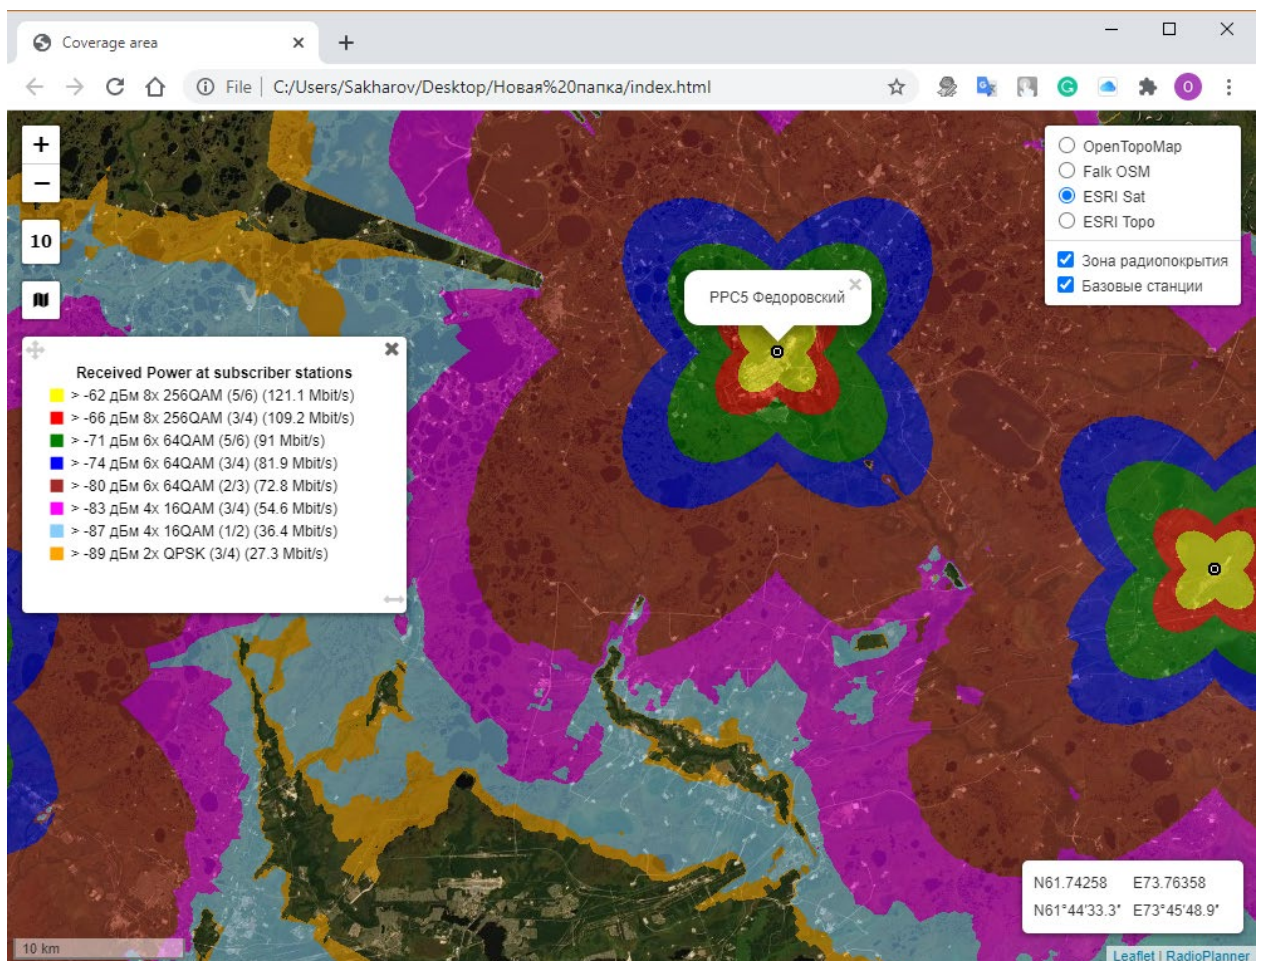 Coverage area
File C:/Users/Sakharov/Desktop/Новая%20папка/index.html
O
+
−
10
OpenTopoMap
Falk OSM
ESRI Sat
ESRI Topo
Зона радиопокрытия
Базовые станции
РРС5 Федоровский
Received Power at subscriber stations
> -62 дБм 8x 256QAM (5/6) (121.1 Mbit/s)
> -66 дБм 8x 256QAM (3/4) (109.2 Mbit/s)
> -71 дБм 6x 64QAM (5/6) (91 Mbit/s)
> -74 дБм 6x 64QAM (3/4) (81.9 Mbit/s)
> -80 дБм 6x 64QAM (2/3) (72.8 Mbit/s)
> -83 дБм 4x 16QAM (3/4) (54.6 Mbit/s)
> -87 дБм 4x 16QAM (1/2) (36.4 Mbit/s)
> -89 дБм 2x QPSK (3/4) (27.3 Mbit/s)
N61.74258 E73.76358
N61°44'33.3" E73°45'48.9"
10 km
Leaflet | RadioPlanner